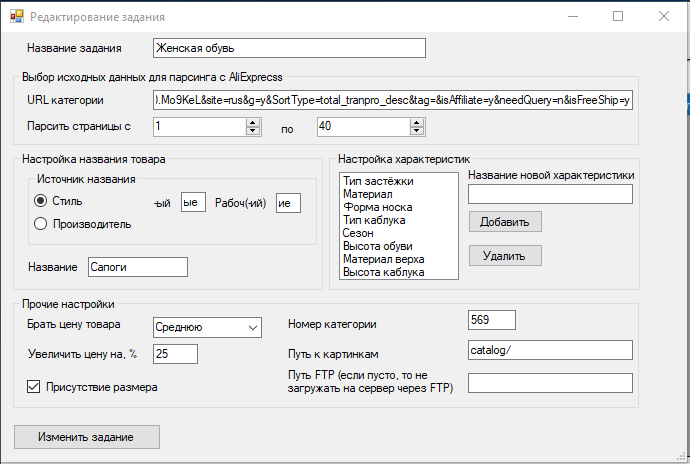 Редактирование задания
Название задания Женская обувь
Выбор исходных данных для парсинга с AliExprecss
URL категории ).Mo9KeL&site=rus&g=y&SortType=total_tranpro_desc&tag=&isAffiliate=y&needQuery=n&isFreeShip=y
Парсить страницы с 1 по 40
Настройка названия товара
Источник названия
Стиль -ый ые Рабоч(-ий) ие
Производитель
Название Сапоги
Настройка характеристик
Тип застёжки
Материал
Форма носка
Тип каблука
Сезон
Высота обуви
Материал верха
Высота каблука
Название новой характеристики
Добавить
Удалить
Прочие настройки
Брать цену товара Среднюю
Увеличить цену на, % 25
Присутствие размера
Номер категории 569
Путь к картинкам catalog/
Путь FTP (если пусто, то не
загружать на сервер через FTP)
Изменить задание